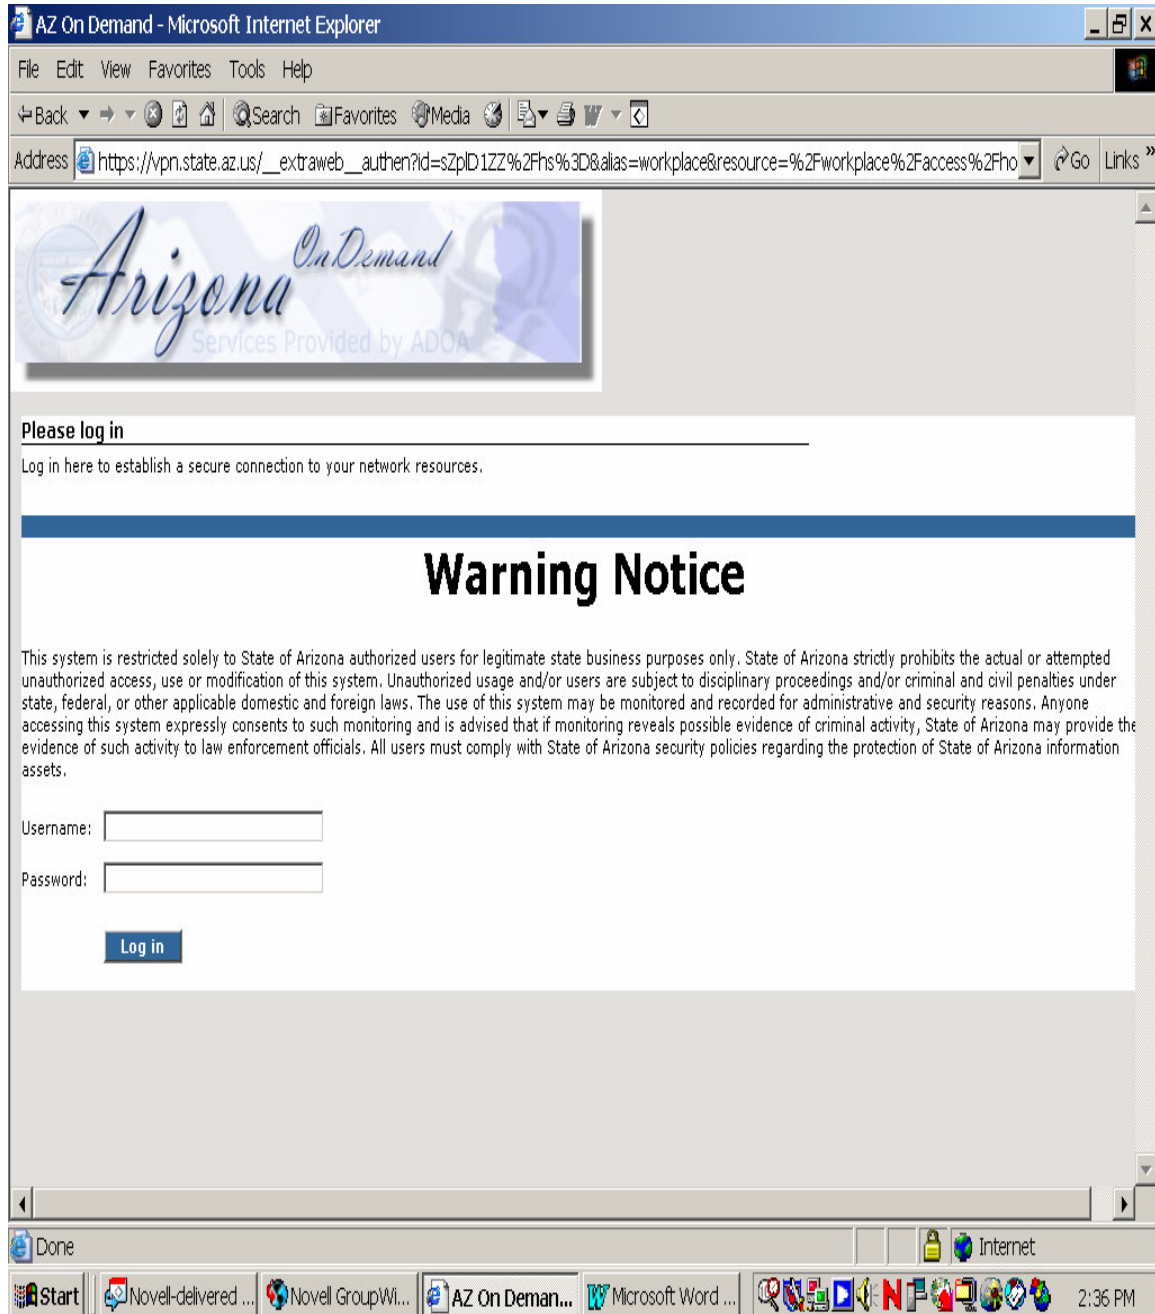 AZ On Demand - Microsoft Internet Explorer
File Edit View Favorites Tools Help
Back Search Favorites Media
Address https://vpn.state.az.us/__extraweb__authen?id=sZplD1ZZ%2Fhs%3D&alias=workplace&resource=%2Fworkplace%2Faccess%2Fho Go Links »
Arizona OnDemand
Services Provided by ADOA
Please log in
Log in here to establish a secure connection to your network resources.
Warning Notice
This system is restricted solely to State of Arizona authorized users for legitimate state business purposes only. State of Arizona strictly prohibits the actual or attempted
unauthorized access, use or modification of this system. Unauthorized usage and/or users are subject to disciplinary proceedings and/or criminal and civil penalties under
state, federal, or other applicable domestic and foreign laws. The use of this system may be monitored and recorded for administrative and security reasons. Anyone
accessing this system expressly consents to such monitoring and is advised that if monitoring reveals possible evidence of criminal activity, State of Arizona may provide the
evidence of such activity to law enforcement officials. All users must comply with State of Arizona security policies regarding the protection of State of Arizona information
assets.
Username:
Password:
Log in
Done Internet
Start Novell-delivered ... Novell GroupWi... AZ On Deman... Microsoft Word ... 2:36 PM